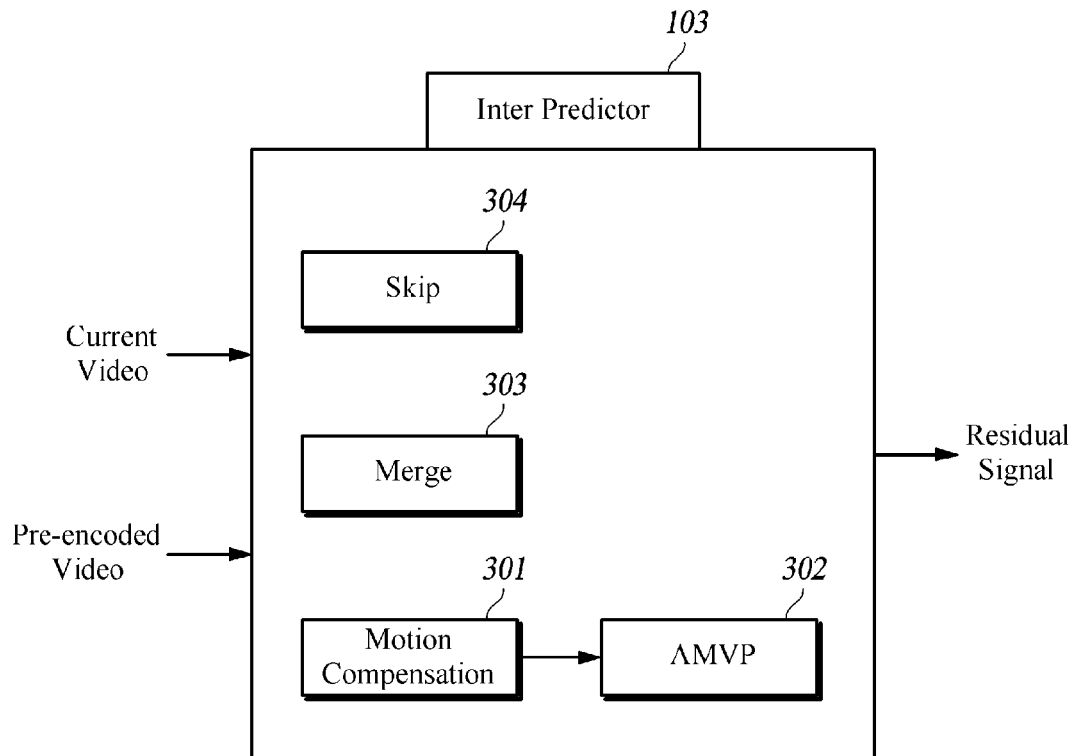 103
Inter Predictor
304
Skip
Current
Video
303
Merge
Residual
Signal
Pre-encoded
Video
301
302
Motion
Compensation
AMVP